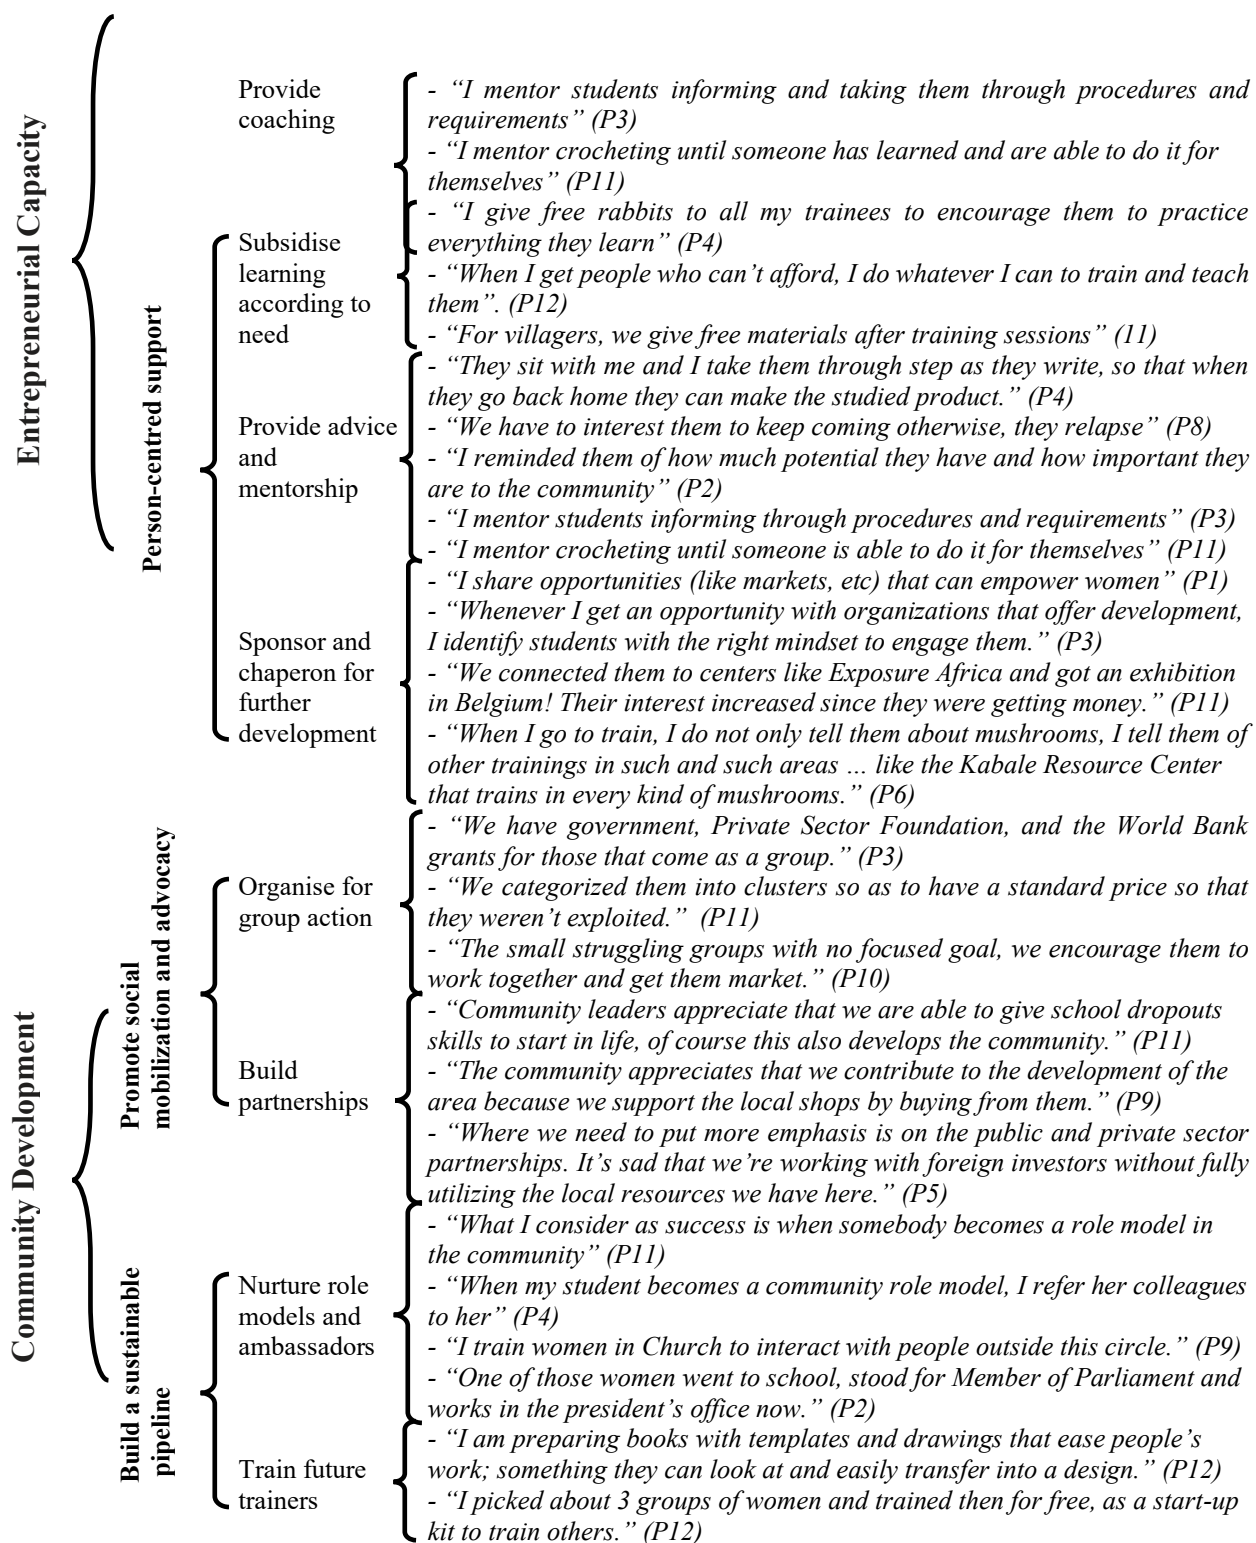 Entrepreneurial Capacity
Provide
coaching
- “I mentor students informing and taking them through procedures and
requirements” (P3)
- “I mentor crocheting until someone has learned and are able to do it for
themselves” (P11)
Person-centred support
Subsidise
learning
according to
need
- “I give free rabbits to all my trainees to encourage them to practice
everything they learn” (P4)
- “When I get people who can’t afford, I do whatever I can to train and teach
them”. (P12)
- “For villagers, we give free materials after training sessions” (11)
Provide advice
and
mentorship
- “They sit with me and I take them through step as they write, so that when
they go back home they can make the studied product.” (P4)
- “We have to interest them to keep coming otherwise, they relapse” (P8)
- “I reminded them of how much potential they have and how important they
are to the community” (P2)
- “I mentor students informing through procedures and requirements” (P3)
- “I mentor crocheting until someone is able to do it for themselves” (P11)
Sponsor and
chaperon for
further
development
- “I share opportunities (like markets, etc) that can empower women” (P1)
- “Whenever I get an opportunity with organizations that offer development,
I identify students with the right mindset to engage them.” (P3)
- “We connected them to centers like Exposure Africa and got an exhibition
in Belgium! Their interest increased since they were getting money.” (P11)
- “When I go to train, I do not only tell them about mushrooms, I tell them of
other trainings in such and such areas … like the Kabale Resource Center
that trains in every kind of mushrooms.” (P6)
Community Development
Promote social
mobilization and advocacy
Organise for
group action
- “We have government, Private Sector Foundation, and the World Bank
grants for those that come as a group.” (P3)
- “We categorized them into clusters so as to have a standard price so that
they weren’t exploited.” (P11)
- “The small struggling groups with no focused goal, we encourage them to
work together and get them market.” (P10)
Build
partnerships
- “Community leaders appreciate that we are able to give school dropouts
skills to start in life, of course this also develops the community.” (P11)
- “The community appreciates that we contribute to the development of the
area because we support the local shops by buying from them.” (P9)
- “Where we need to put more emphasis is on the public and private sector
partnerships. It’s sad that we’re working with foreign investors without fully
utilizing the local resources we have here.” (P5)
Build a sustainable
pipeline
Nurture role
models and
ambassadors
- “What I consider as success is when somebody becomes a role model in
the community” (P11)
- “When my student becomes a community role model, I refer her colleagues
to her” (P4)
- “I train women in Church to interact with people outside this circle.” (P9)
- “One of those women went to school, stood for Member of Parliament and
works in the president’s office now.” (P2)
Train future
trainers
- “I am preparing books with templates and drawings that ease people’s
work; something they can look at and easily transfer into a design.” (P12)
- “I picked about 3 groups of women and trained then for free, as a start-up
kit to train others.” (P12)